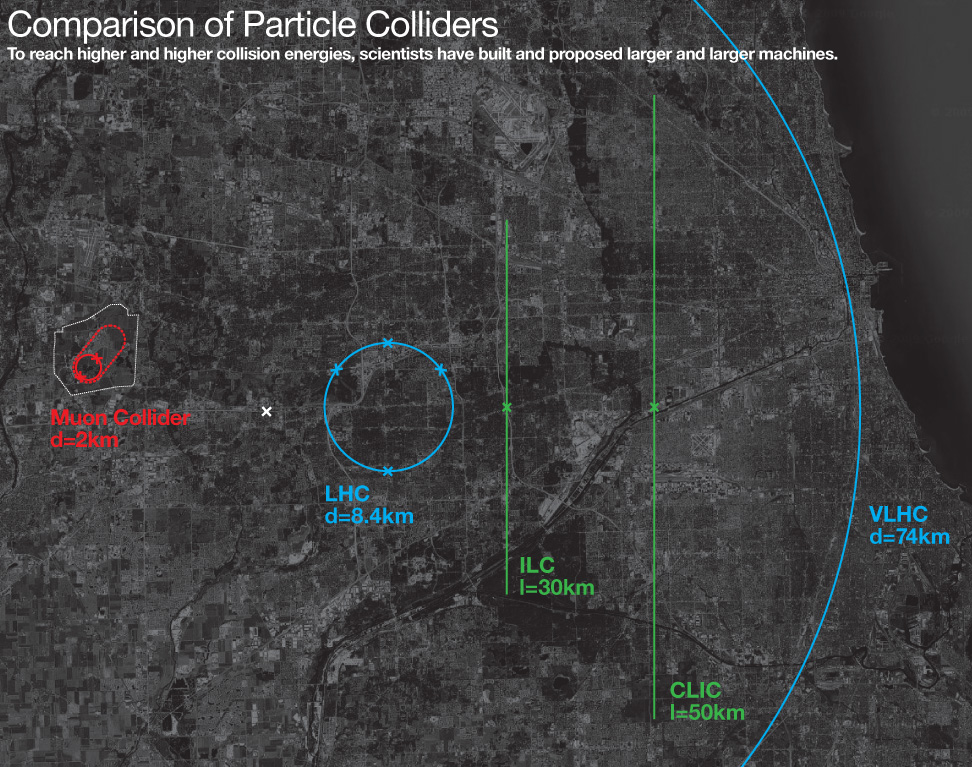 Comparison of Particle Colliders
To reach higher and higher collision energies, scientists have built and proposed larger and larger machines.
Muon Collider
d=2km
LHC
d=8.4km
ILC
l=30km
CLIC
l=50km
VLHC
d=74km